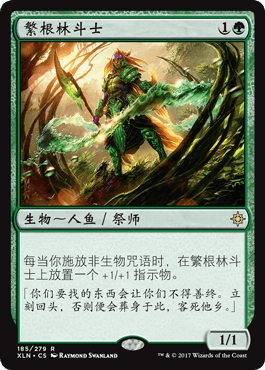 繁根林斗士
1
生物～人鱼／祭师
每当你施放非生物咒语时，在繁根林斗
士上放置一个 +1/+1 指示物。
「你们要找的东西会让你们不得善终。立
刻回头，否则便会葬身于此，客死他乡。」
1/1
185/279 R
XLN • CS RAYMOND SWANLAND
™ & © 2017 Wizards of the Coast